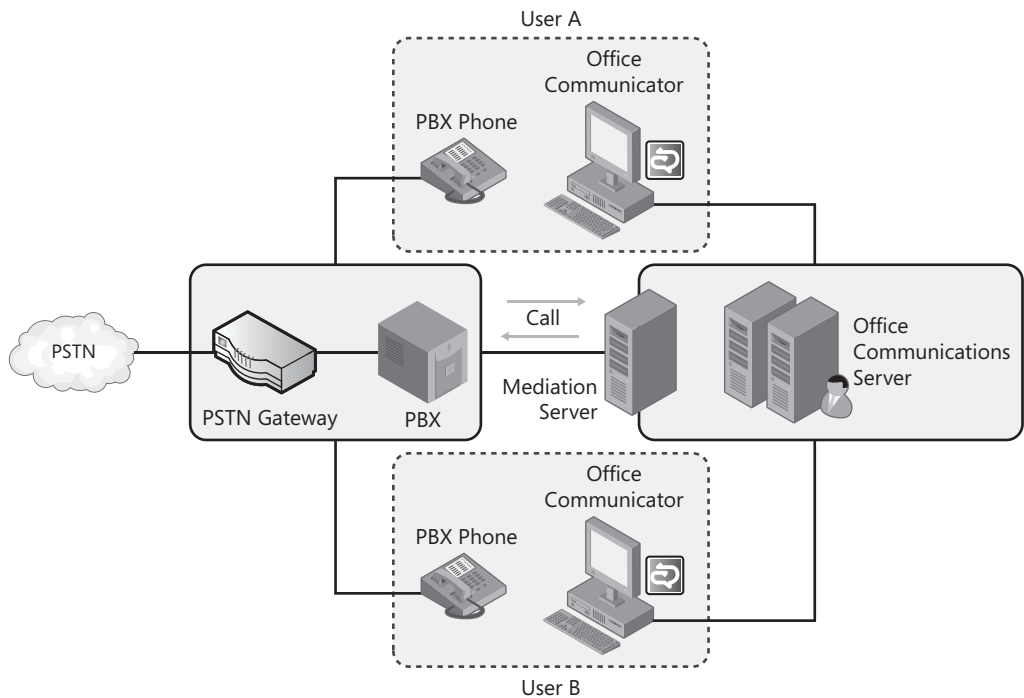 User A
Office
Communicator
PBX Phone
Call
PSTN
Office
Communications
Server
Mediation
Server
PSTN Gateway
PBX
Office
Communicator
PBX Phone
User B